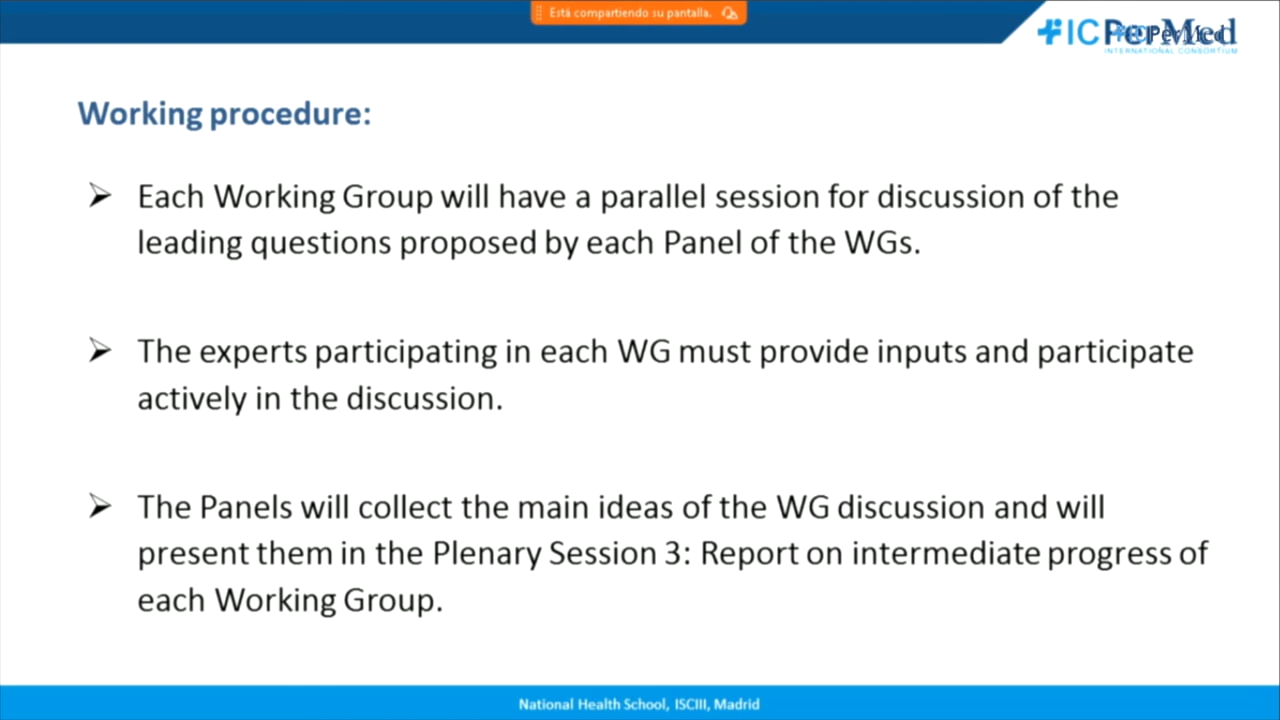 Está compartiendo su pantalla.
ICPerMed
INTERNATIONAL CONSORTIUM
Working procedure:
Each Working Group will have a parallel session for discussion of the
leading questions proposed by each Panel of the WGs.
The experts participating in each WG must provide inputs and participate
actively in the discussion.
The Panels will collect the main ideas of the WG discussion and will
present them in the Plenary Session 3: Report on intermediate progress of
each Working Group.
National Health School, ISCIII, Madrid